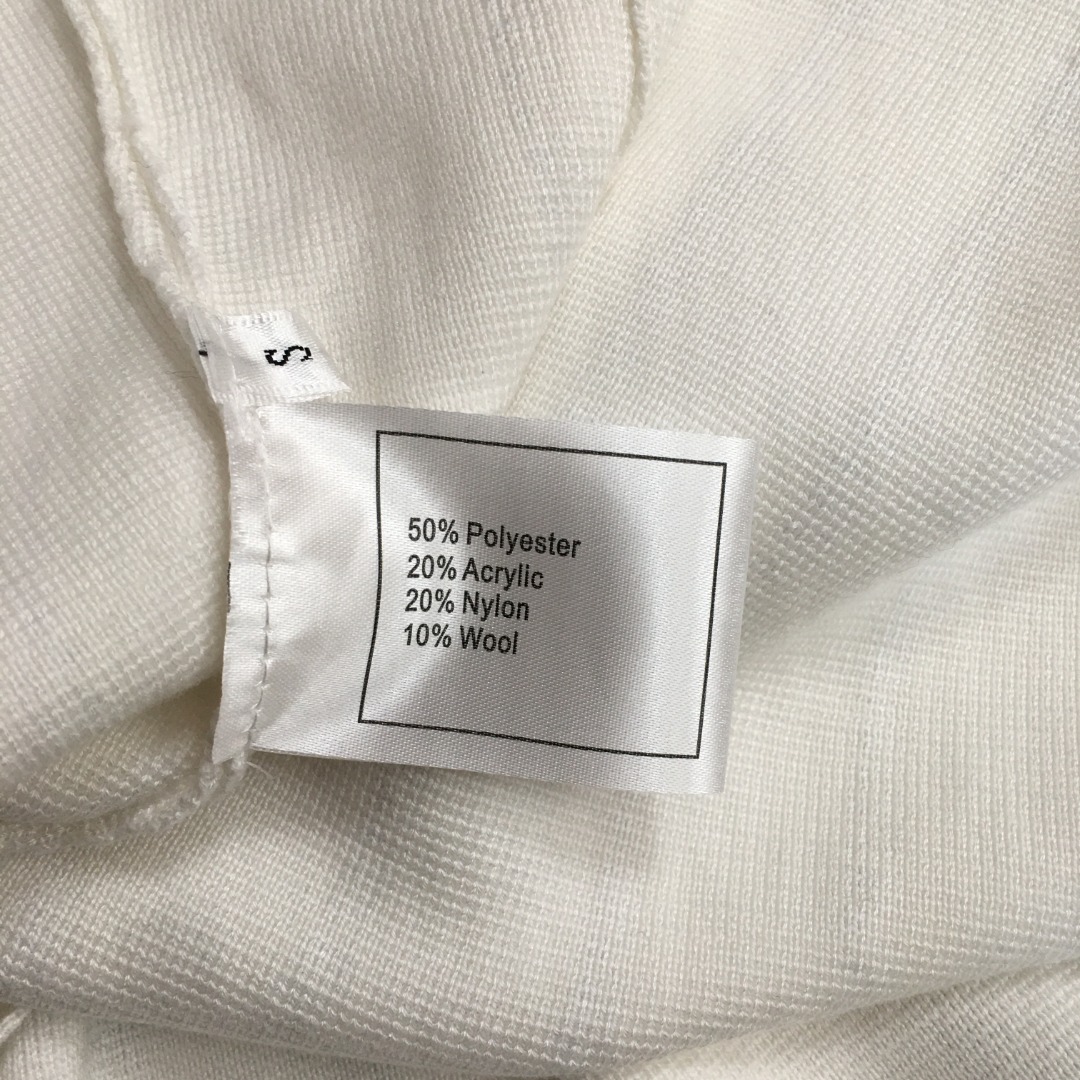 S
50% Polyester
20% Acrylic
20% Nylon
10% Wool